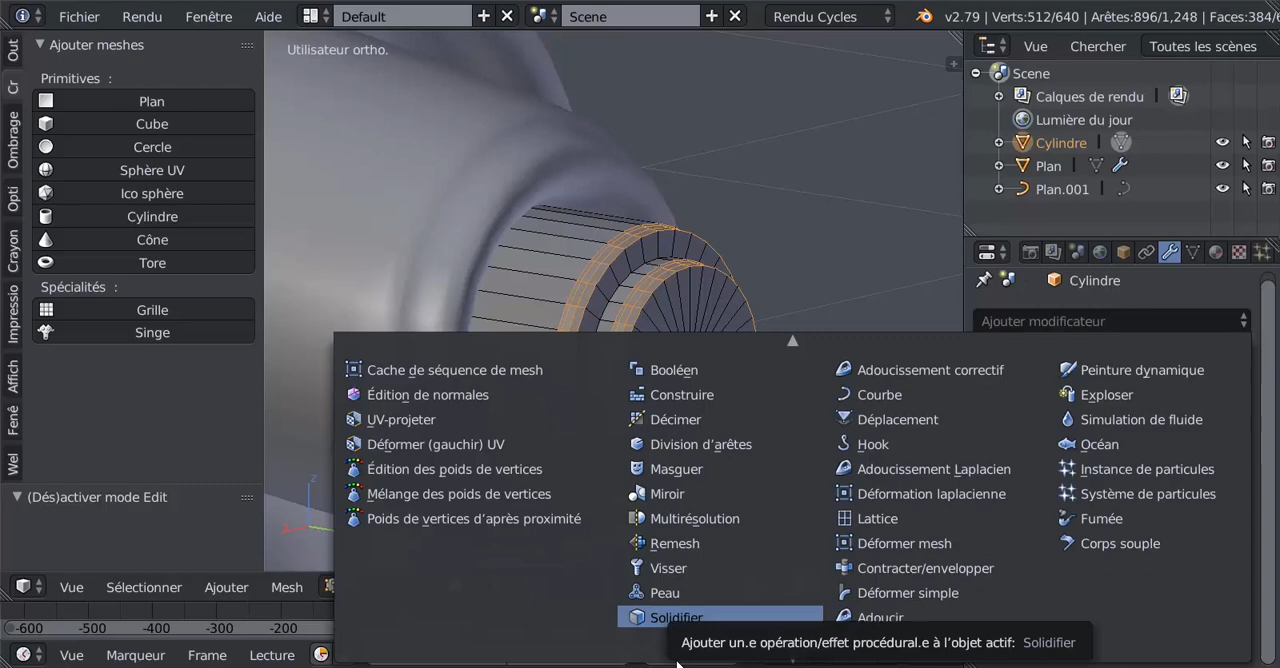 Fichier Rendu Fenêtre Aide Default Scene Rendu Cycles v2.79 | Verts:512/640 | Arêtes:896/1,248 | Faces:384/
Out
Cr
Ombrage
Opti
Crayon
Impressio
Affich
Fenê
Wel
Ajouter meshes
Primitives :
Plan
Cube
Cercle
Sphère UV
Ico sphère
Cylindre
Cône
Tore
Spécialités :
Grille
Singe
(Dés)activer mode Edit
Utilisateur ortho.
Z
Vue Chercher Toutes les scènes
Scene
Calques de rendu
Lumière du jour
Cylindre
Plan
Plan.001
Cylindre
Ajouter modificateur
Cache de séquence de mesh
Édition de normales
UV-projeter
Déformer (gauchir) UV
Édition des poids de vertices
Mélange des poids de vertices
Poids de vertices d’après proximité
Booléen
Construire
Décimer
Division d’arêtes
Masquer
Miroir
Multirésolution
Remesh
Visser
Peau
Solidifier
Adoucissement correctif
Courbe
Déplacement
Hook
Adoucissement Laplacien
Déformation laplacienne
Lattice
Déformer mesh
Contracter/envelopper
Déformer simple
Adoucir
Peinture dynamique
Exploser
Simulation de fluide
Océan
Instance de particules
Système de particules
Fumée
Corps souple
Ajouter un.e opération/effet procédural.e à l’objet actif: Solidifier
Vue Sélectionner Ajouter Mesh
-600 -500 -400 -300 -200
Vue Marqueur Frame Lecture